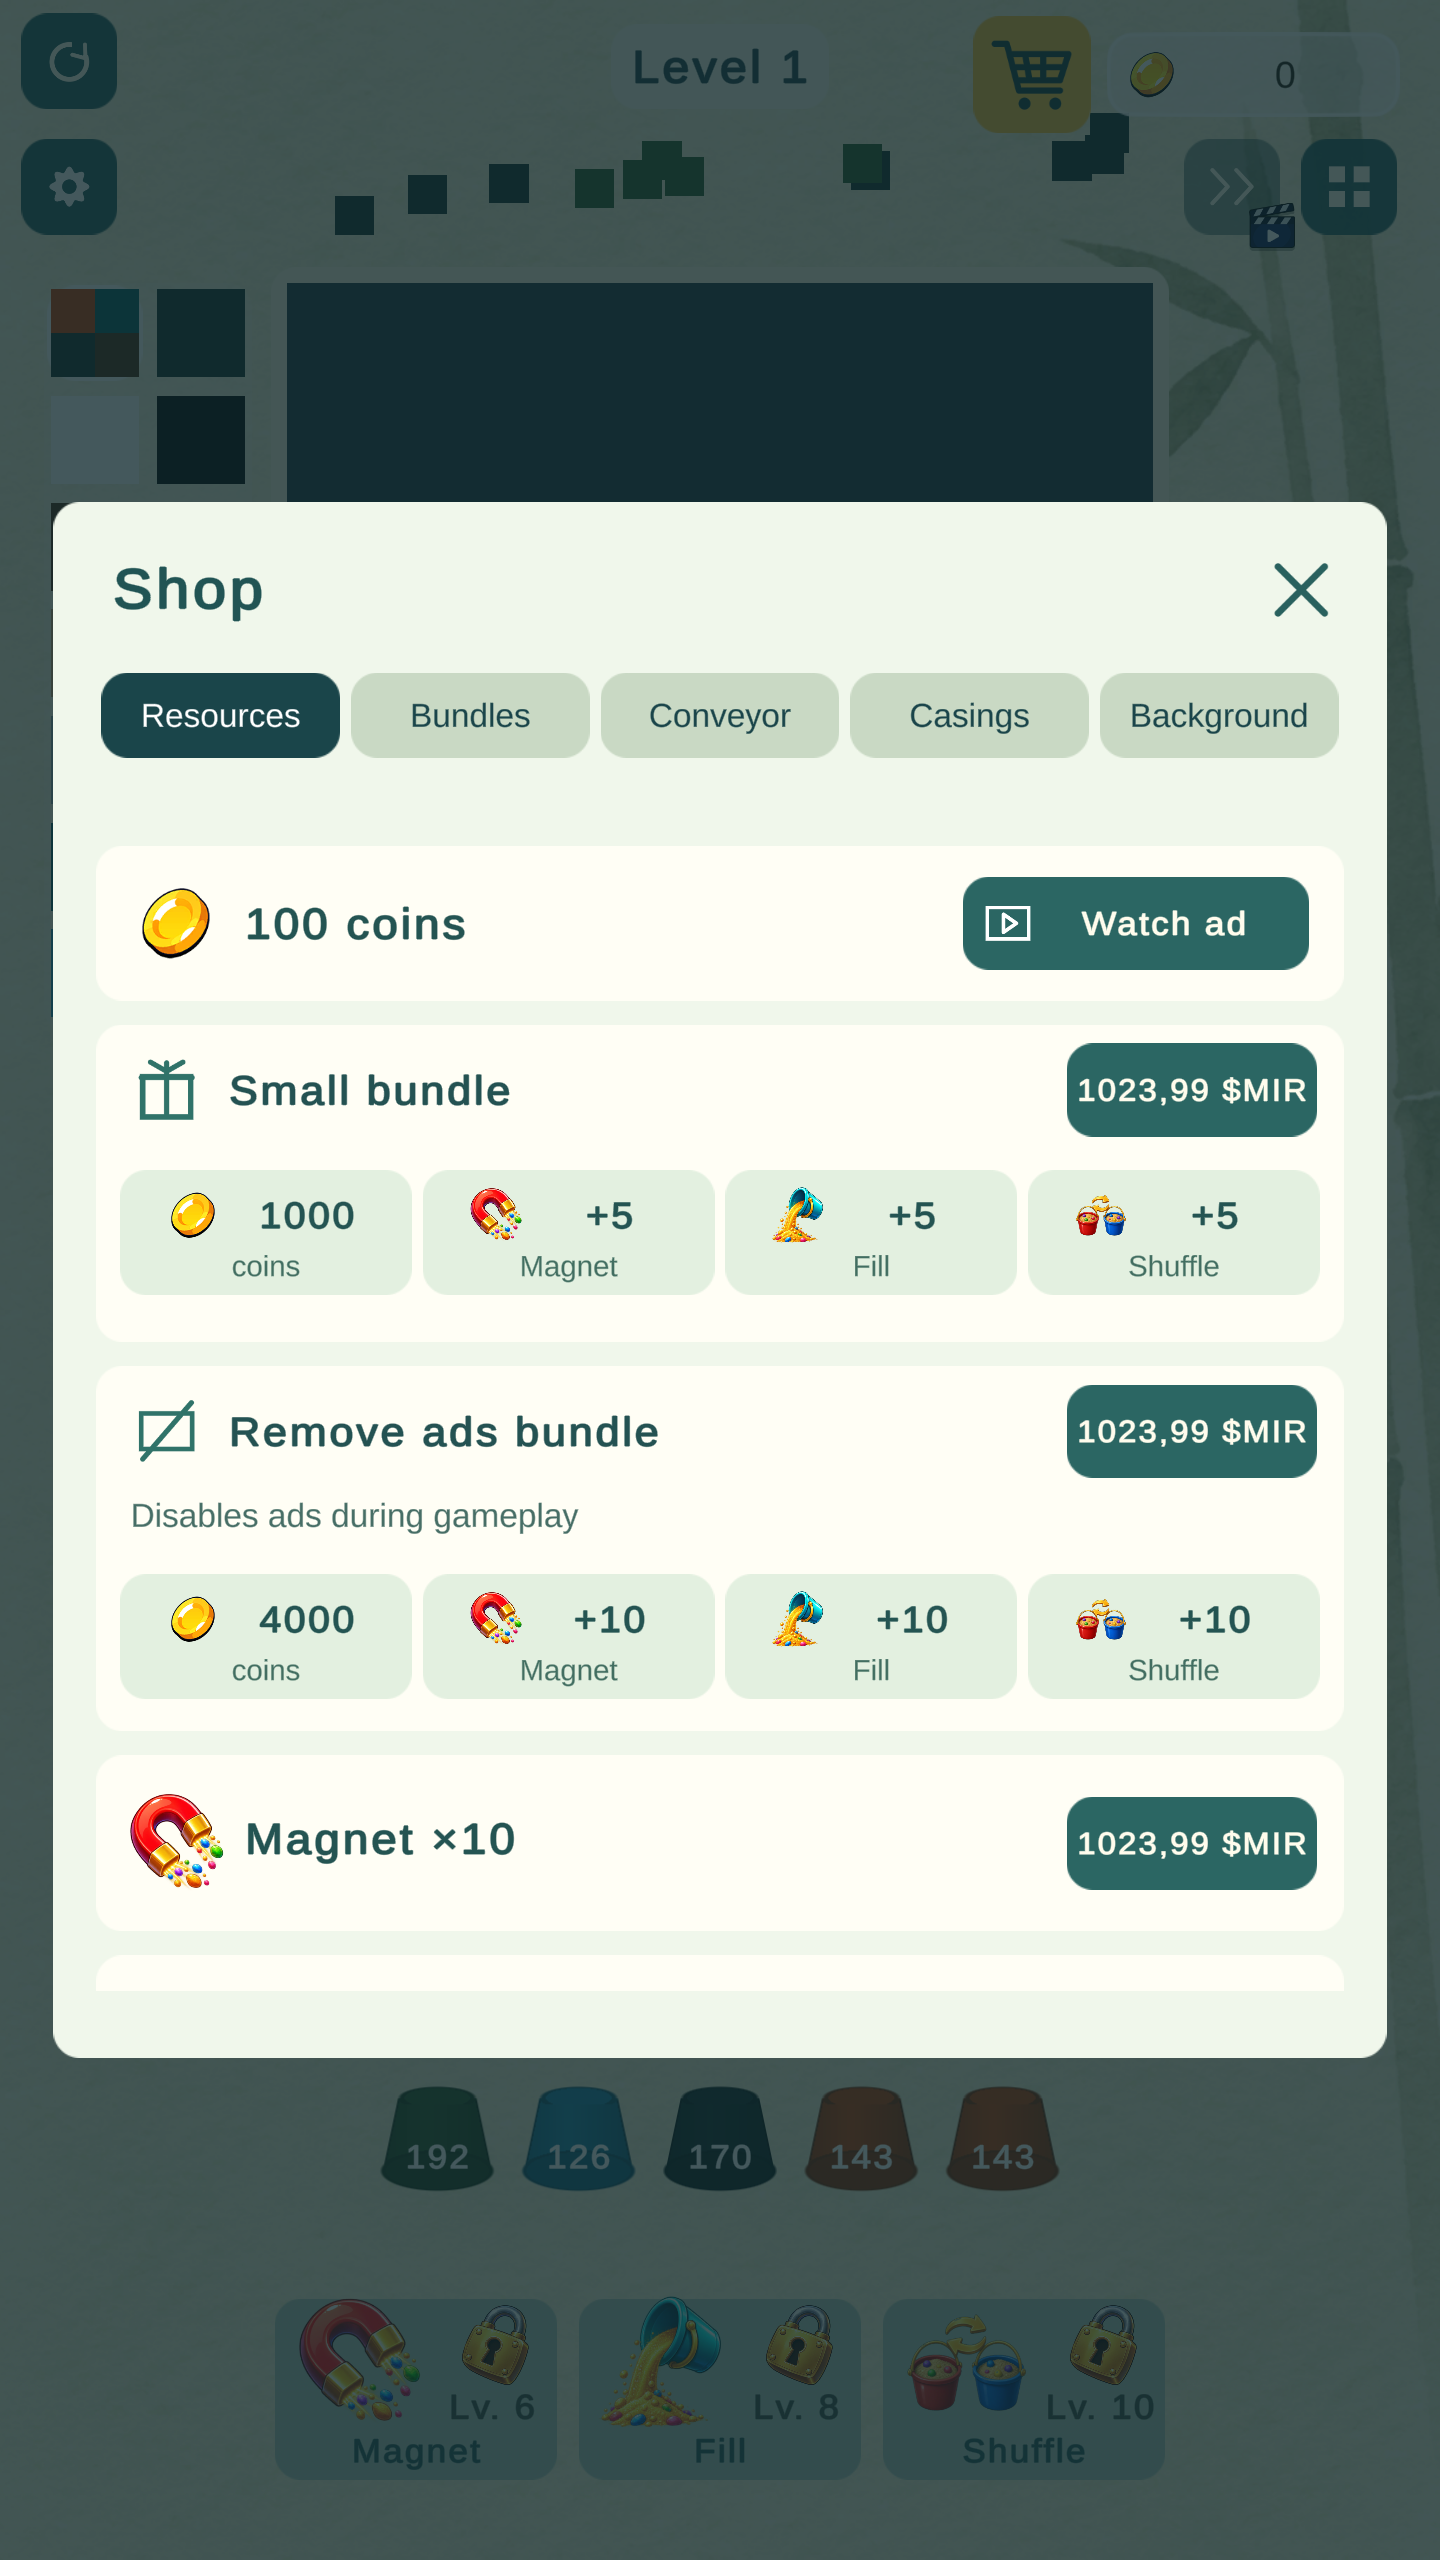 Level 1
0
Shop
Resources
Bundles
Conveyor
Casings
Background
100 coins
Watch ad
Small bundle
1023,99 $MIR
1000
coins
+5
Magnet
+5
Fill
+5
Shuffle
Remove ads bundle
1023,99 $MIR
Disables ads during gameplay
4000
coins
+10
Magnet
+10
Fill
+10
Shuffle
Magnet ×10
1023,99 $MIR
192
126
170
143
143
Lv. 6
Magnet
Lv. 8
Fill
Lv. 10
Shuffle